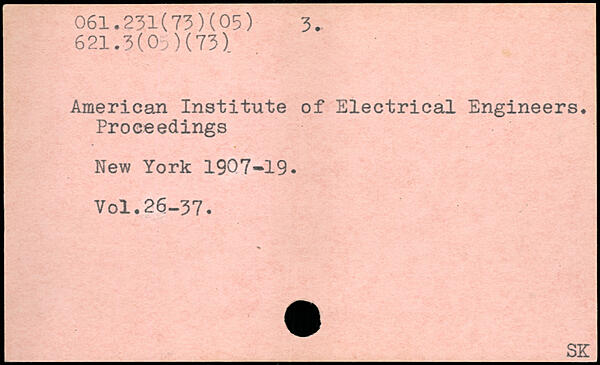 061.231(73)(05) 3.
621.3(05)(73)
American Institute of Electrical Engineers.
Proceedings
New York 1907-19.
Vol.26-37.
SK